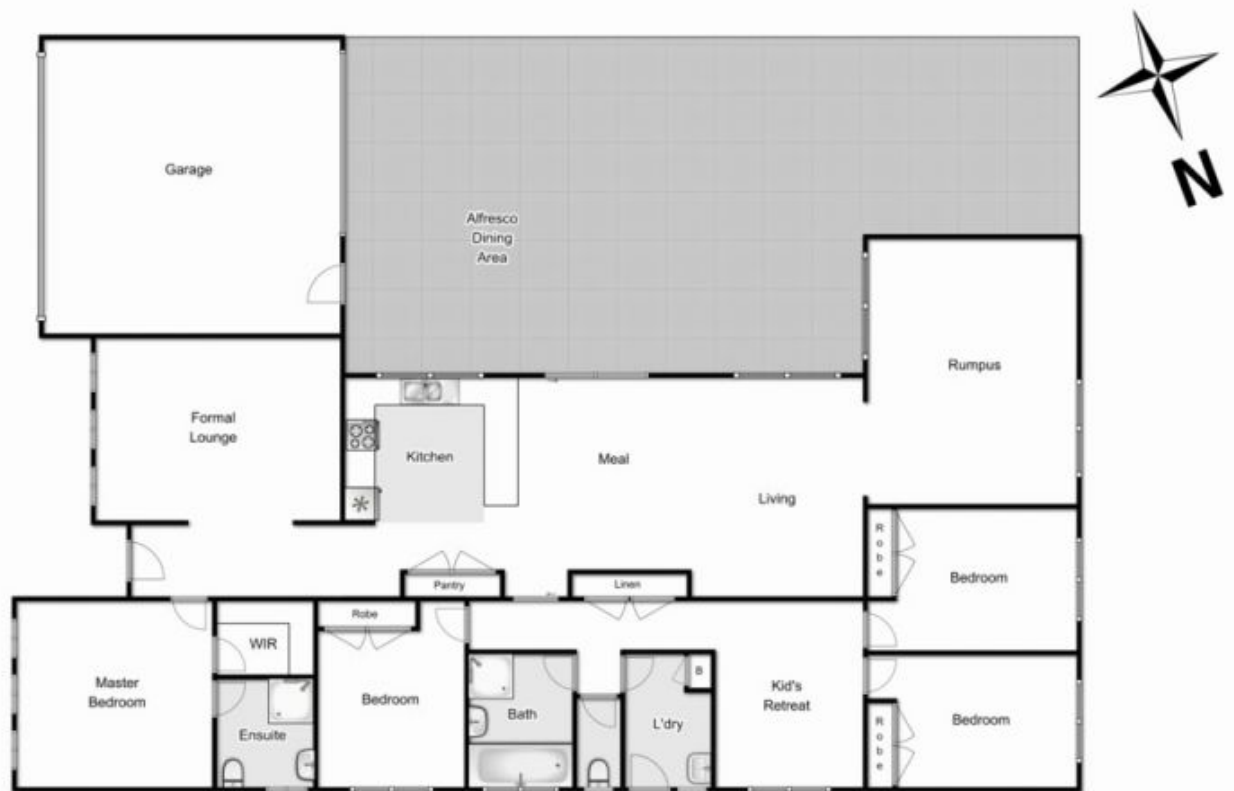 N
Garage
Alfresco
Dining
Area
Rumpus
Formal
Lounge
Kitchen
Meal
Living
Robe
Bedroom
Pantry
Linen
Robe
WIR
Master
Bedroom
Bedroom
Ensuite
Bath
B
L'dry
Kid's
Retreat
Bedroom
Robe